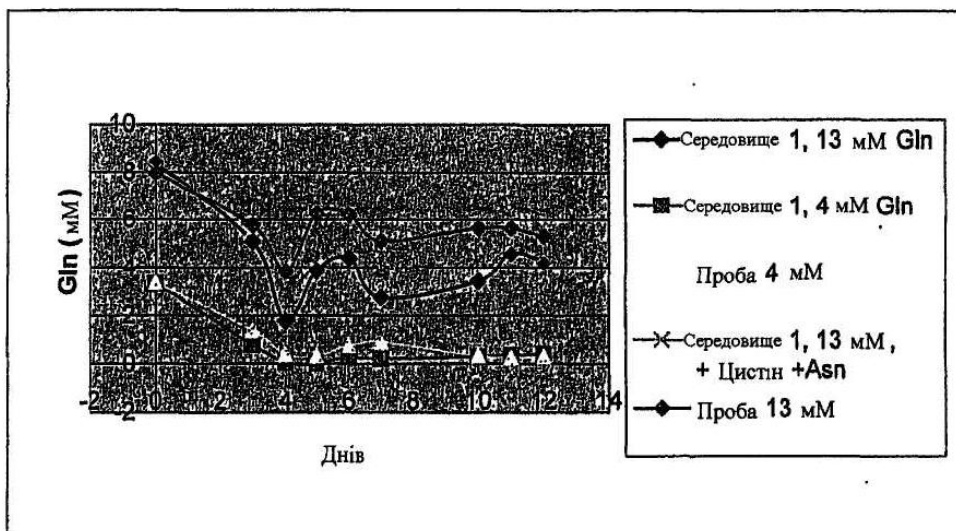 10
8
6
4
2
0
-2
Gln (мМ)
-2 0 2 4 6 8 10 12 14
Днів
Середовище 1, 13 мМ Gln
Середовище 1, 4 мМ Gln
Проба 4 мМ
Середовище 1, 13 мМ,
+ Цистін +Asn
Проба 13 мМ